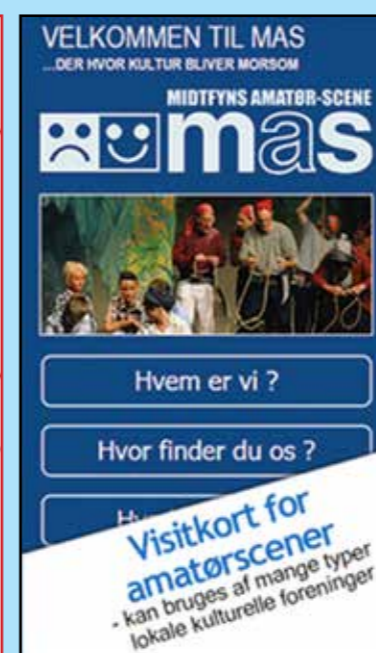 VELKOMMEN TIL MAS
...DER HVOR KULTUR BLIVER MORSOM
MIDTFYNS AMATØR-SCENE
mas
Hvem er vi ?
Hvor finder du os ?
Visitkort for
amatørscener
- kan bruges af mange typer
lokale kulturelle foreninger